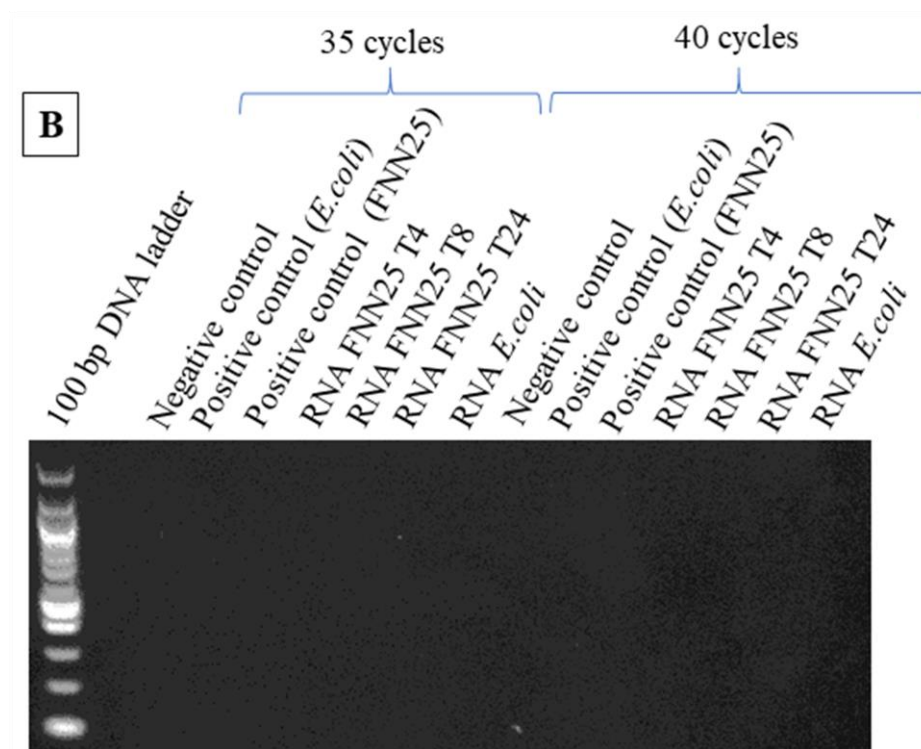 35 cycles
40 cycles
B
100 bp DNA ladder
Negative control
Positive control (E.coli)
Positive control (FNN25)
RNA FNN25 T4
RNA FNN25 T8
RNA FNN25 T24
RNA E.coli
Negative control
Positive control (E.coli)
Positive control (FNN25)
RNA FNN25 T4
RNA FNN25 T8
RNA FNN25 T24
RNA E.coli